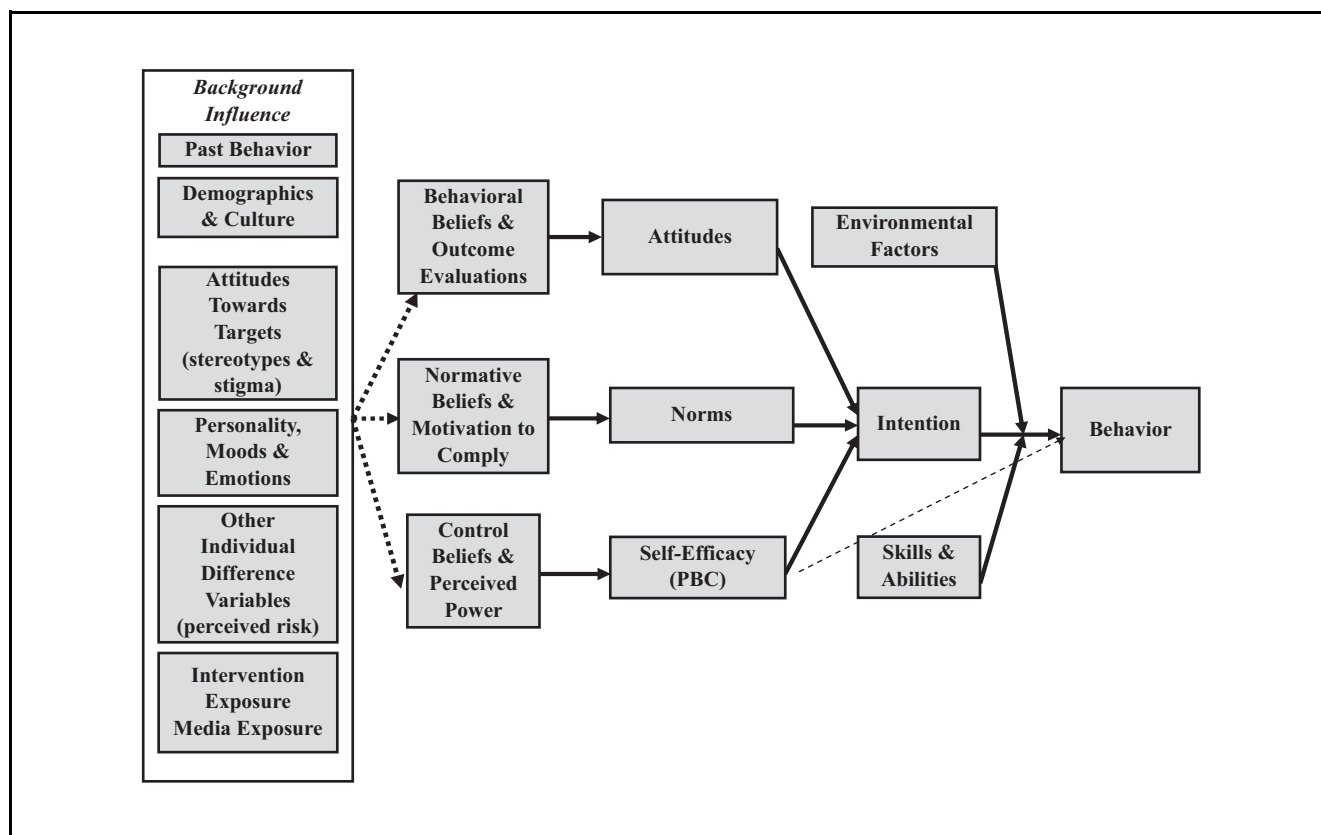 Background
Influence
Past Behavior
Demographics
& Culture
Attitudes
Towards
Targets
(stereotypes &
stigma)
Personality,
Moods &
Emotions
Other
Individual
Difference
Variables
(perceived risk)
Intervention
Exposure
Media Exposure
Behavioral
Beliefs &
Outcome
Evaluations
Normative
Beliefs &
Motivation to
Comply
Control
Beliefs &
Perceived
Power
Attitudes
Norms
Self-Efficacy
(PBC)
Environmental
Factors
Intention
Skills &
Abilities
Behavior